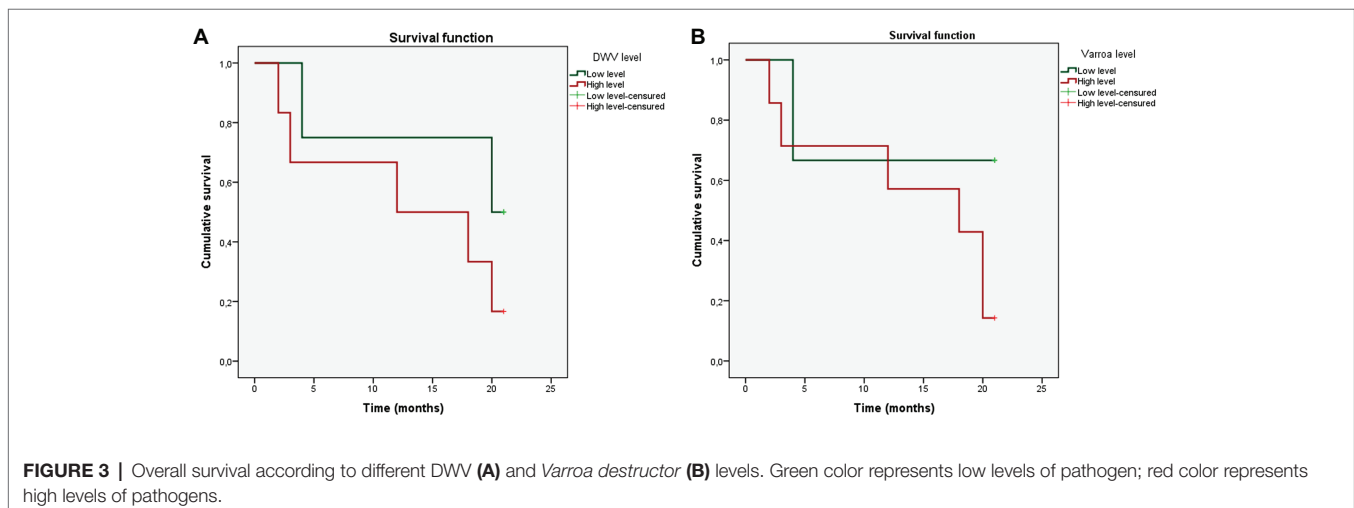 A
Survival function
DWV level
Low level
High level
Low level-censured
High level-censured
1,0
0,8
0,6
0,4
0,2
0,0
Cumulative survival
0 5 10 15 20 25
Time (months)
B
Survival function
Varroa level
Low level
High level
Low level-censured
High level-censured
1,0
0,8
0,6
0,4
0,2
0,0
Cumulative survival
0 5 10 15 20 25
Time (months)
FIGURE 3 | Overall survival according to different DWV (A) and Varroa destructor (B) levels. Green color represents low levels of pathogen; red color represents
high levels of pathogens.